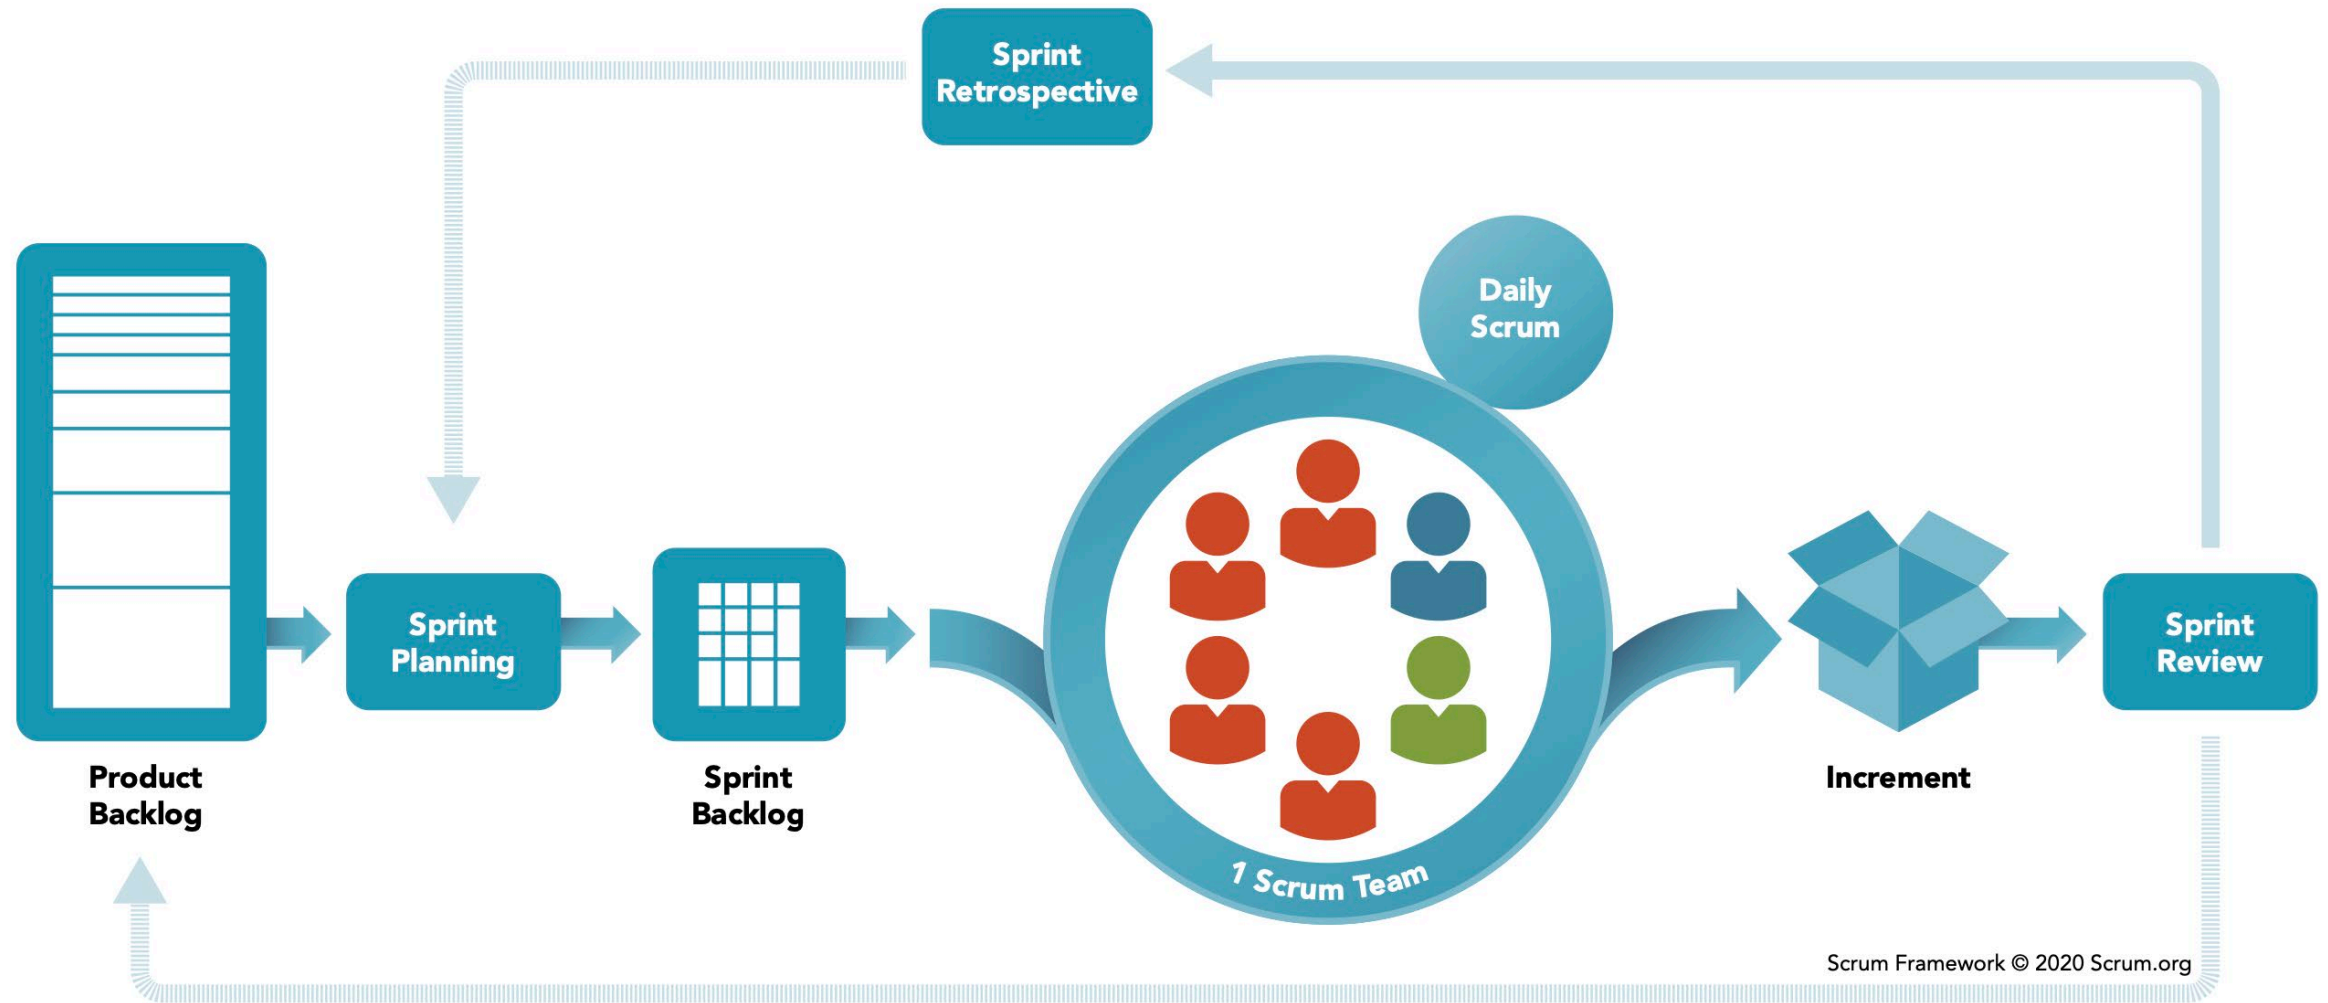 Sprint
Retrospective
Daily
Scrum
Sprint
Planning
Sprint
Review
Product
Backlog
Sprint
Backlog
Increment
1 Scrum Team
Scrum Framework © 2020 Scrum.org